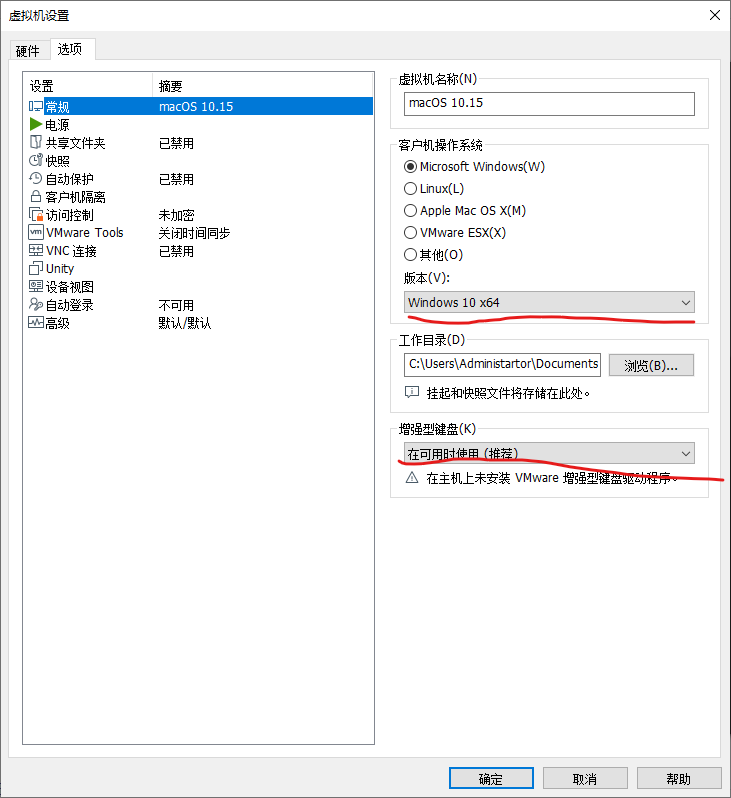 虚拟机设置
硬件 选项
设置 摘要
常规 macOS 10.15
电源
共享文件夹 已禁用
快照
自动保护 已禁用
客户机隔离
访问控制 未加密
VMware Tools 关闭时间同步
VNC 连接 已禁用
Unity
设备视图
自动登录 不可用
高级 默认/默认
虚拟机名称(N)
macOS 10.15
客户机操作系统
Microsoft Windows(W)
Linux(L)
Apple Mac OS X(M)
VMware ESX(X)
其他(O)
版本(V):
Windows 10 x64
工作目录(D)
C:\Users\Administartor\Documents 浏览(B)...
挂起和快照文件将存储在此处。
增强型键盘(K)
在可用时使用 (推荐)
在主机上未安装 VMware 增强型键盘驱动程序。
确定 取消 帮助